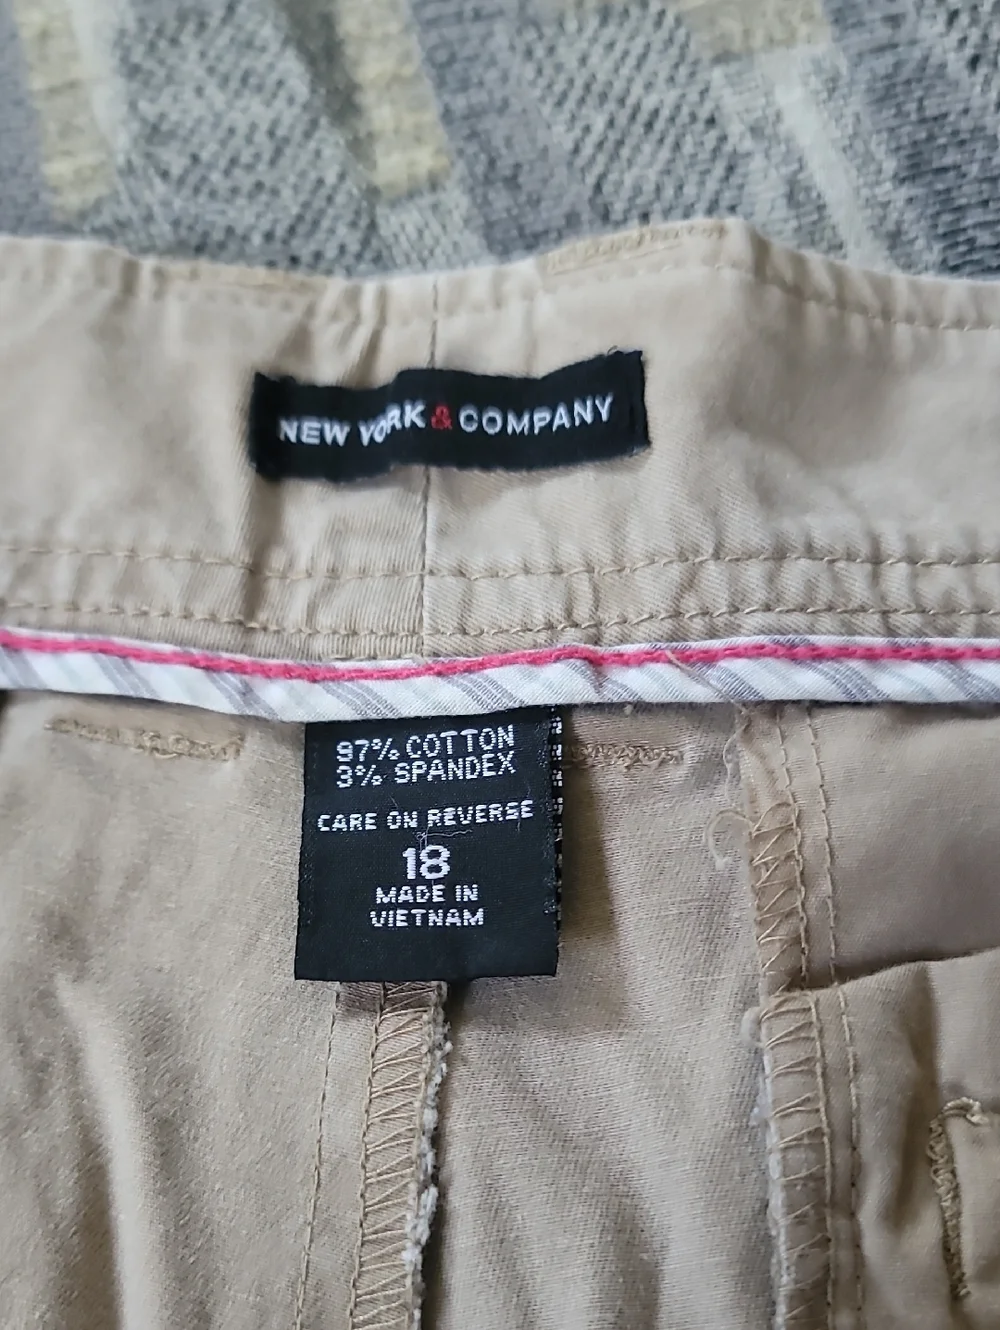 NEW YORK & COMPANY
97% COTTON
3% SPANDEX
CARE ON REVERSE
18
MADE IN
VIETNAM